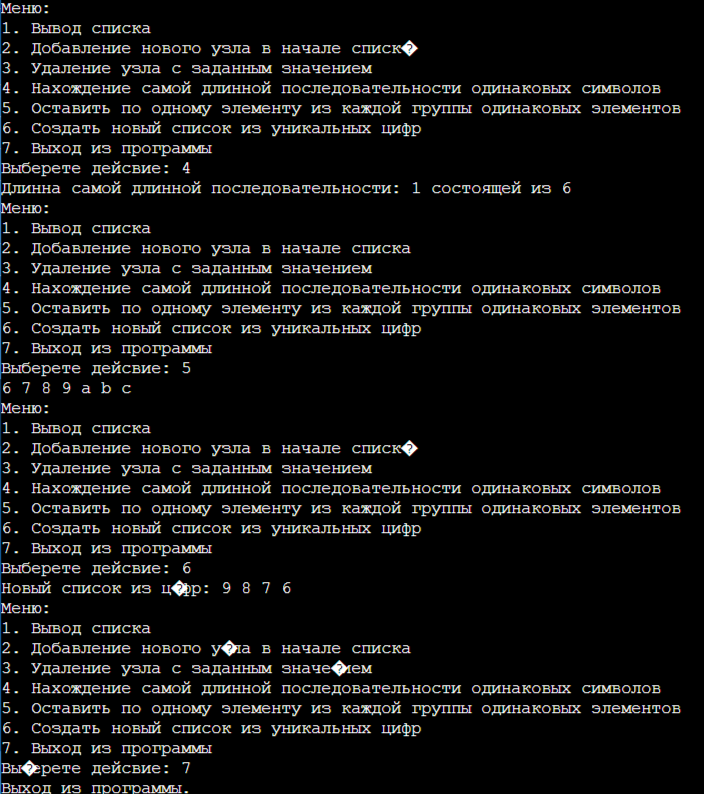 Меню:
1. Вывод списка
2. Добавление нового узла в начале списк�
3. Удаление узла с заданным значением
4. Нахождение самой длинной последовательности одинаковых символов
5. Оставить по одному элементу из каждой группы одинаковых элементов
6. Создать новый список из уникальных цифр
7. Выход из программы
Выберете дейсвие: 4
Длинна самой длинной последовательности: 1 состоящей из 6
Меню:
1. Вывод списка
2. Добавление нового узла в начале списка
3. Удаление узла с заданным значением
4. Нахождение самой длинной последовательности одинаковых символов
5. Оставить по одному элементу из каждой группы одинаковых элементов
6. Создать новый список из уникальных цифр
7. Выход из программы
Выберете дейсвие: 5
6 7 8 9 a b c
Меню:
1. Вывод списка
2. Добавление нового узла в начале списк�
3. Удаление узла с заданным значением
4. Нахождение самой длинной последовательности одинаковых символов
5. Оставить по одному элементу из каждой группы одинаковых элементов
6. Создать новый список из уникальных цифр
7. Выход из программы
Выберете дейсвие: 6
Новый список из ц�фр: 9 8 7 6
Меню:
1. Вывод списка
2. Добавление нового у�ла в начале списка
3. Удаление узла с заданным значе�ием
4. Нахождение самой длинной последовательности одинаковых символов
5. Оставить по одному элементу из каждой группы одинаковых элементов
6. Создать новый список из уникальных цифр
7. Выход из программы
Вы�ерете дейсвие: 7
Выход из программы.